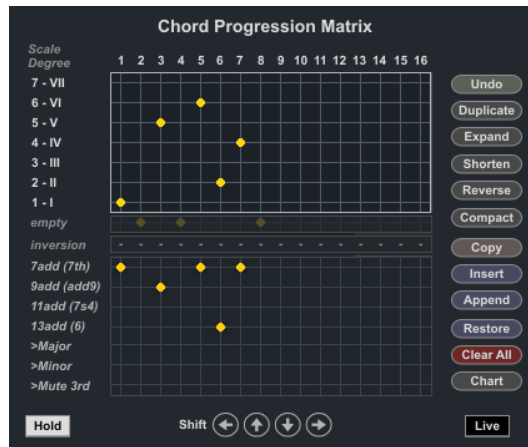 Chord Progression Matrix
Scale
Degree
1 2 3 4 5 6 7 8 9 10 11 12 13 14 15 16
7 - VII
6 - VI
5 - V
4 - IV
3 - III
2 - II
1 - I
empty
inversion - - - - - - - - - - - - - - - -
7add (7th)
9add (add9)
11add (7s4)
13add (6)
>Major
>Minor
>Mute 3rd
Undo
Duplicate
Expand
Shorten
Reverse
Compact
Copy
Insert
Append
Restore
Clear All
Chart
Hold
Shift
Live